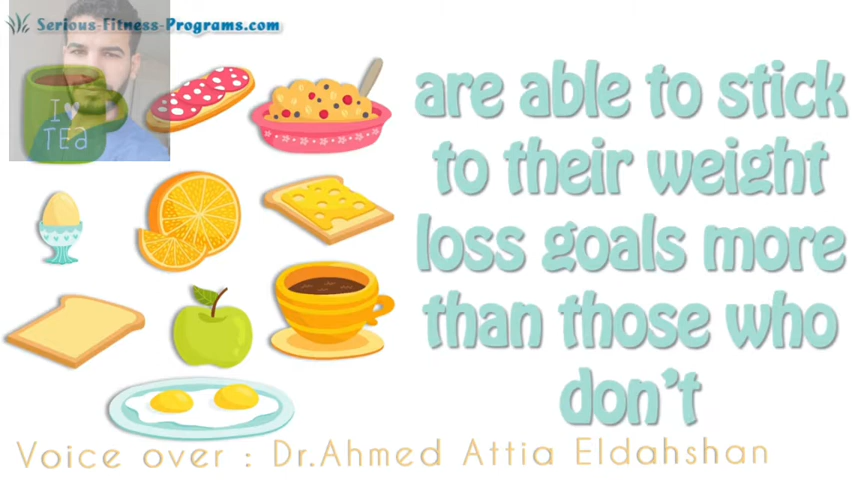 Serious-Fitness-Programs.com
I ♥
TEa
are able to stick
to their weight
loss goals more
than those who
don't
Voice over : Dr.Ahmed Attia Eldahshan